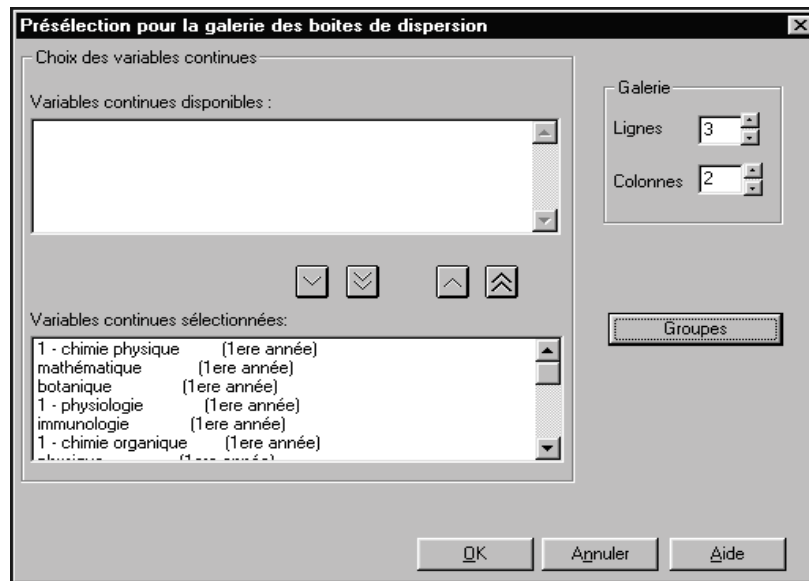 Présélection pour la galerie des boites de dispersion
Choix des variables continues
Variables continues disponibles :
Galerie
Lignes 3
Colonnes 2
Variables continues sélectionnées:
1 - chimie physique (1ere année)
mathématique (1ere année)
botanique (1ere année)
1 - physiologie (1ere année)
immunologie (1ere année)
1 - chimie organique (1ere année)
Groupes
OK Annuler Aide